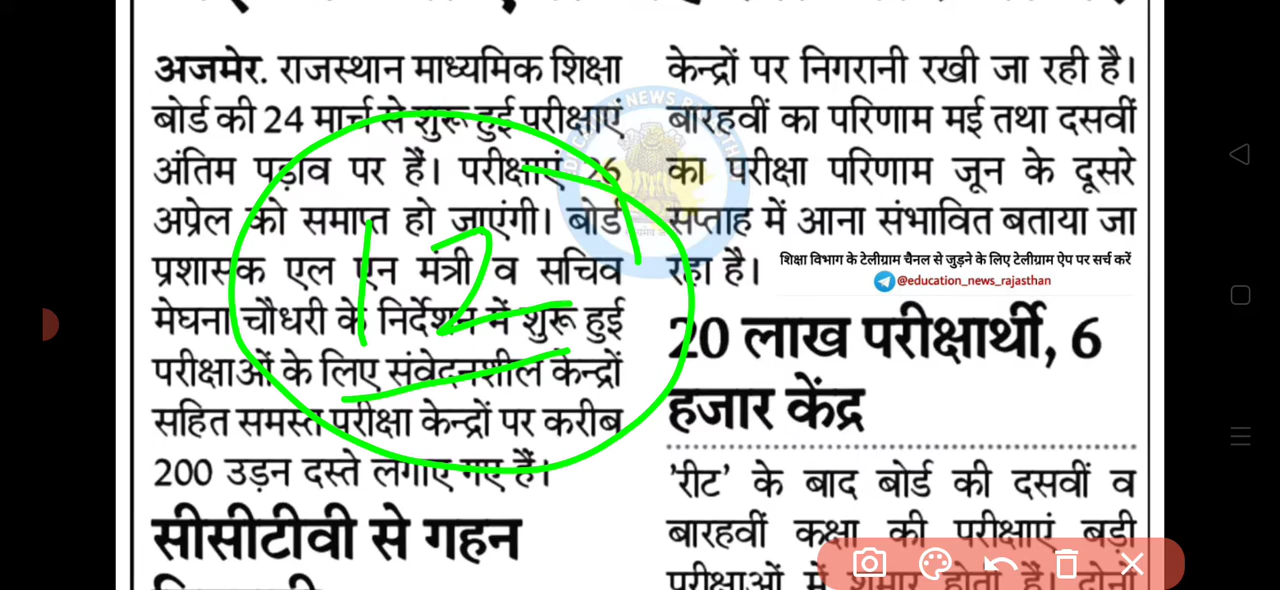 अजमेर. राजस्थान माध्यमिक शिक्षा
बोर्ड की 24 मार्च से शुरू हुई परीक्षाएं
अंतिम पड़ाव पर हैं। परीक्षाएं 26
अप्रेल को समाप्त हो जाएंगी। बोर्ड
प्रशासक एल एन मंत्री व सचिव
मेघना चौधरी के निर्देशन में शुरू हुई
परीक्षाओं के लिए संवेदनशील केन्द्रों
सहित समस्त परीक्षा केन्द्रों पर करीब
200 उड़न दस्ते लगाए गए हैं।
सीसीटीवी से गहन
12
केन्द्रों पर निगरानी रखी जा रही है।
बारहवीं का परिणाम मई तथा दसवीं
का परीक्षा परिणाम जून के दूसरे
सप्ताह में आना संभावित बताया जा
रहा है।
शिक्षा विभाग के टेलीग्राम चैनल से जुड़ने के लिए टेलीग्राम ऐप पर सर्च करें
@education_news_rajasthan
20 लाख परीक्षार्थी, 6
हजार केंद्र
'रीट' के बाद बोर्ड की दसवीं व
बारहवीं कक्षा की परीक्षाएं बड़ी
परीक्षाओं में शुमार होती हैं। दोनों